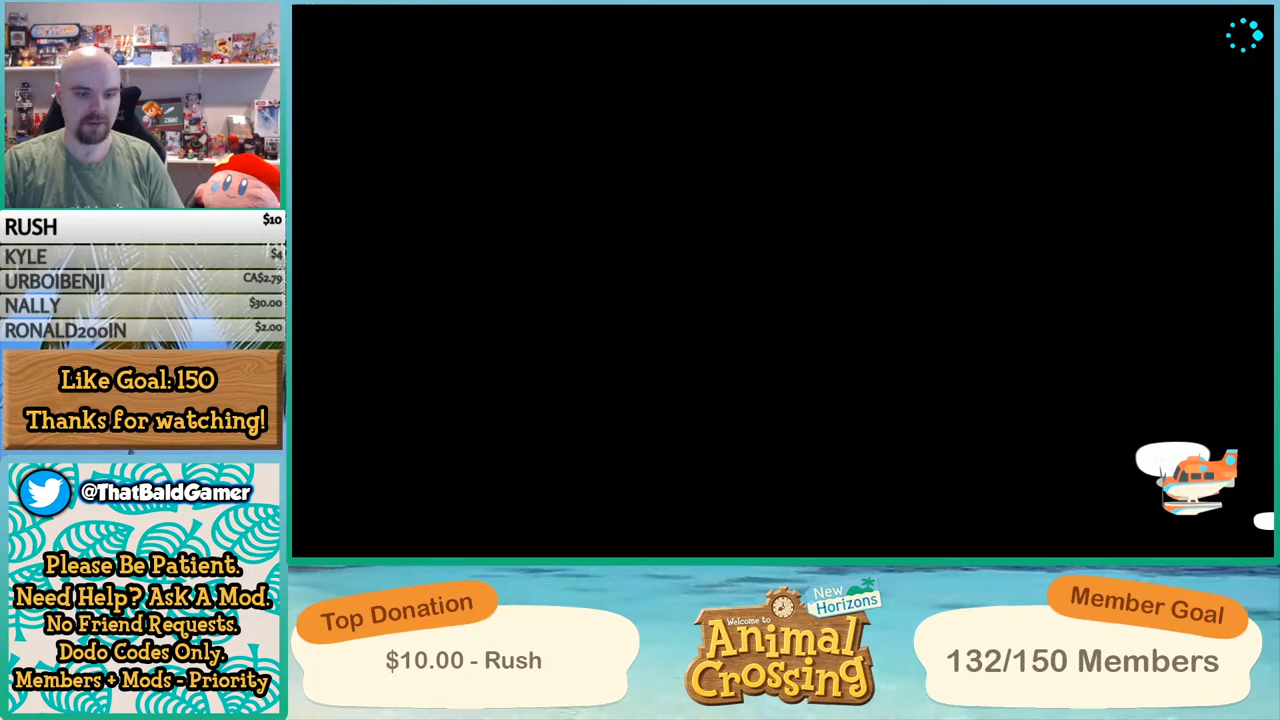 RUSH $10
KYLE $4
URBOIBENJI CA$2.79
NALLY $30.00
RONALD200IN $2.00
Like Goal: 150
Thanks for watching!
@ThatBaldGamer
Please Be Patient.
Need Help? Ask A Mod.
No Friend Requests.
Dodo Codes Only.
Members + Mods - Priority
Top Donation
$10.00 - Rush
New
Horizons
Welcome to
Animal
Crossing
Member Goal
132/150 Members